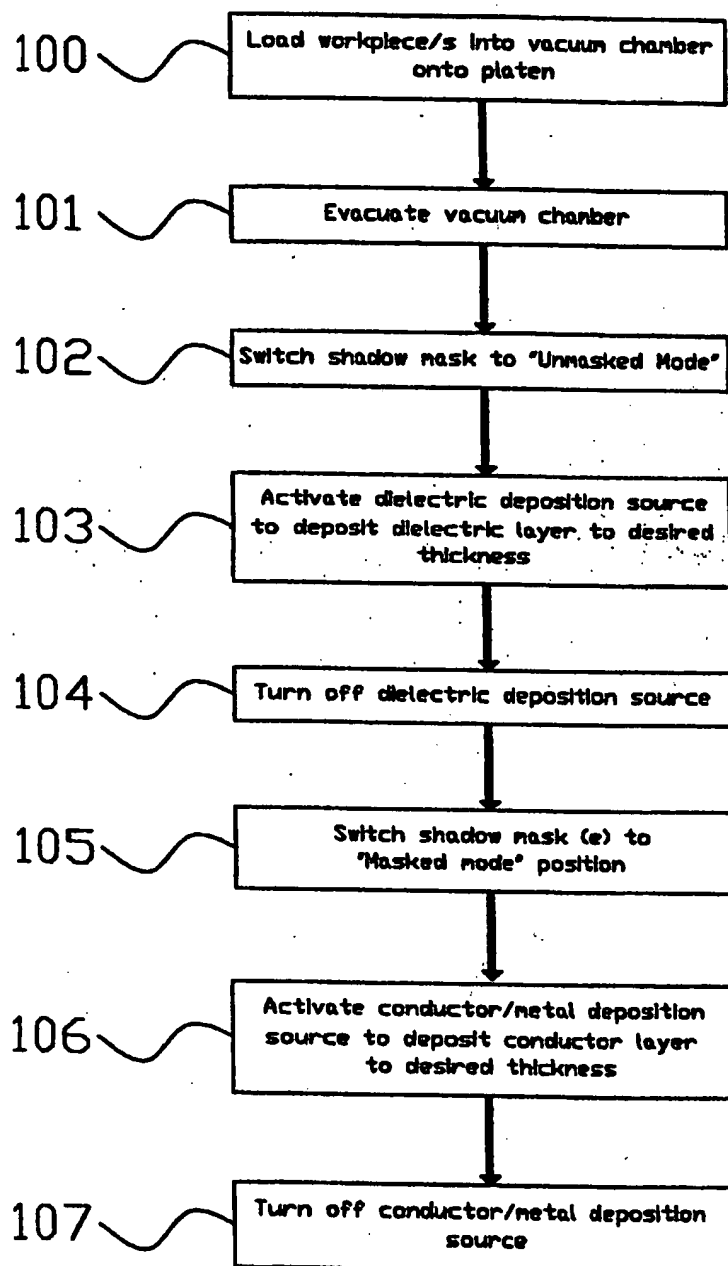 100
Load workpiece/s into vacuum chamber
onto platen
101
Evacuate vacuum chamber
102
Switch shadow mask to "Unmasked Mode"
103
Activate dielectric deposition source
to deposit dielectric layer to desired
thickness
104
Turn off dielectric deposition source
105
Switch shadow mask (e) to
"Masked mode" position
106
Activate conductor/metal deposition
source to deposit conductor layer
to desired thickness
107
Turn off conductor/metal deposition
source